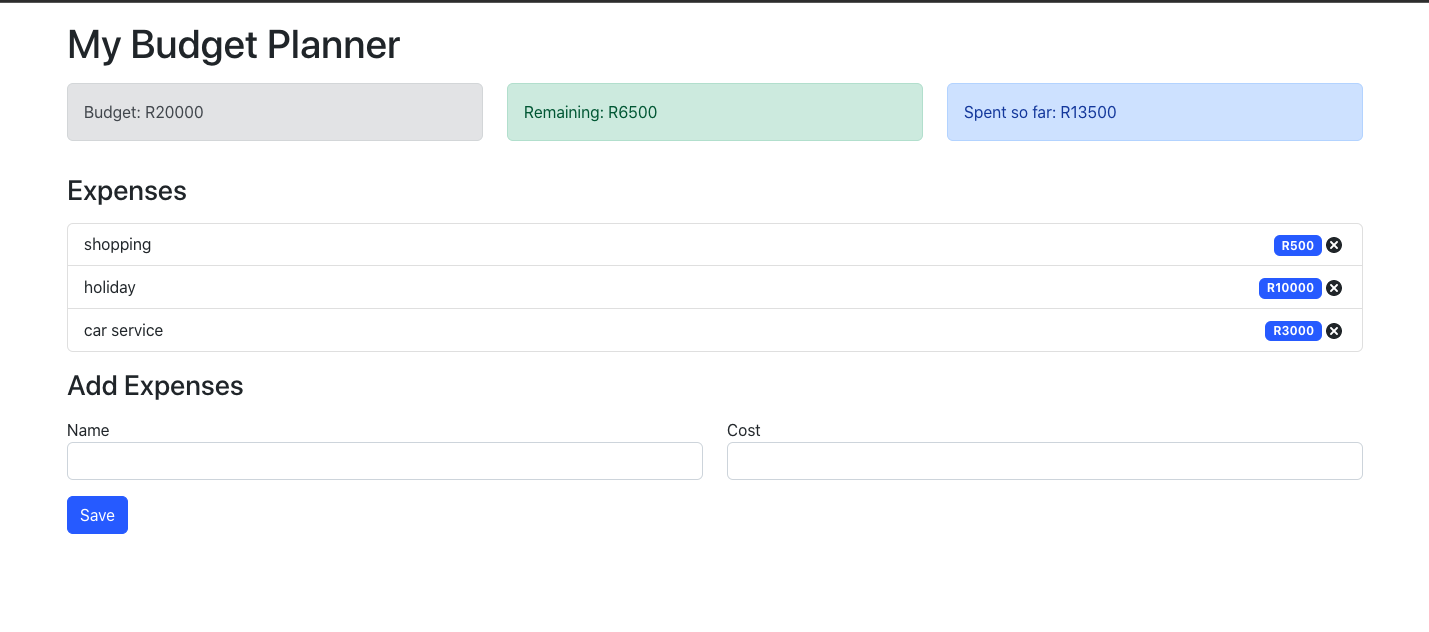 My Budget Planner
Budget: R20000 Remaining: R6500 Spent so far: R13500
Expenses
shopping R500
holiday R10000
car service R3000
Add Expenses
Name Cost
Save